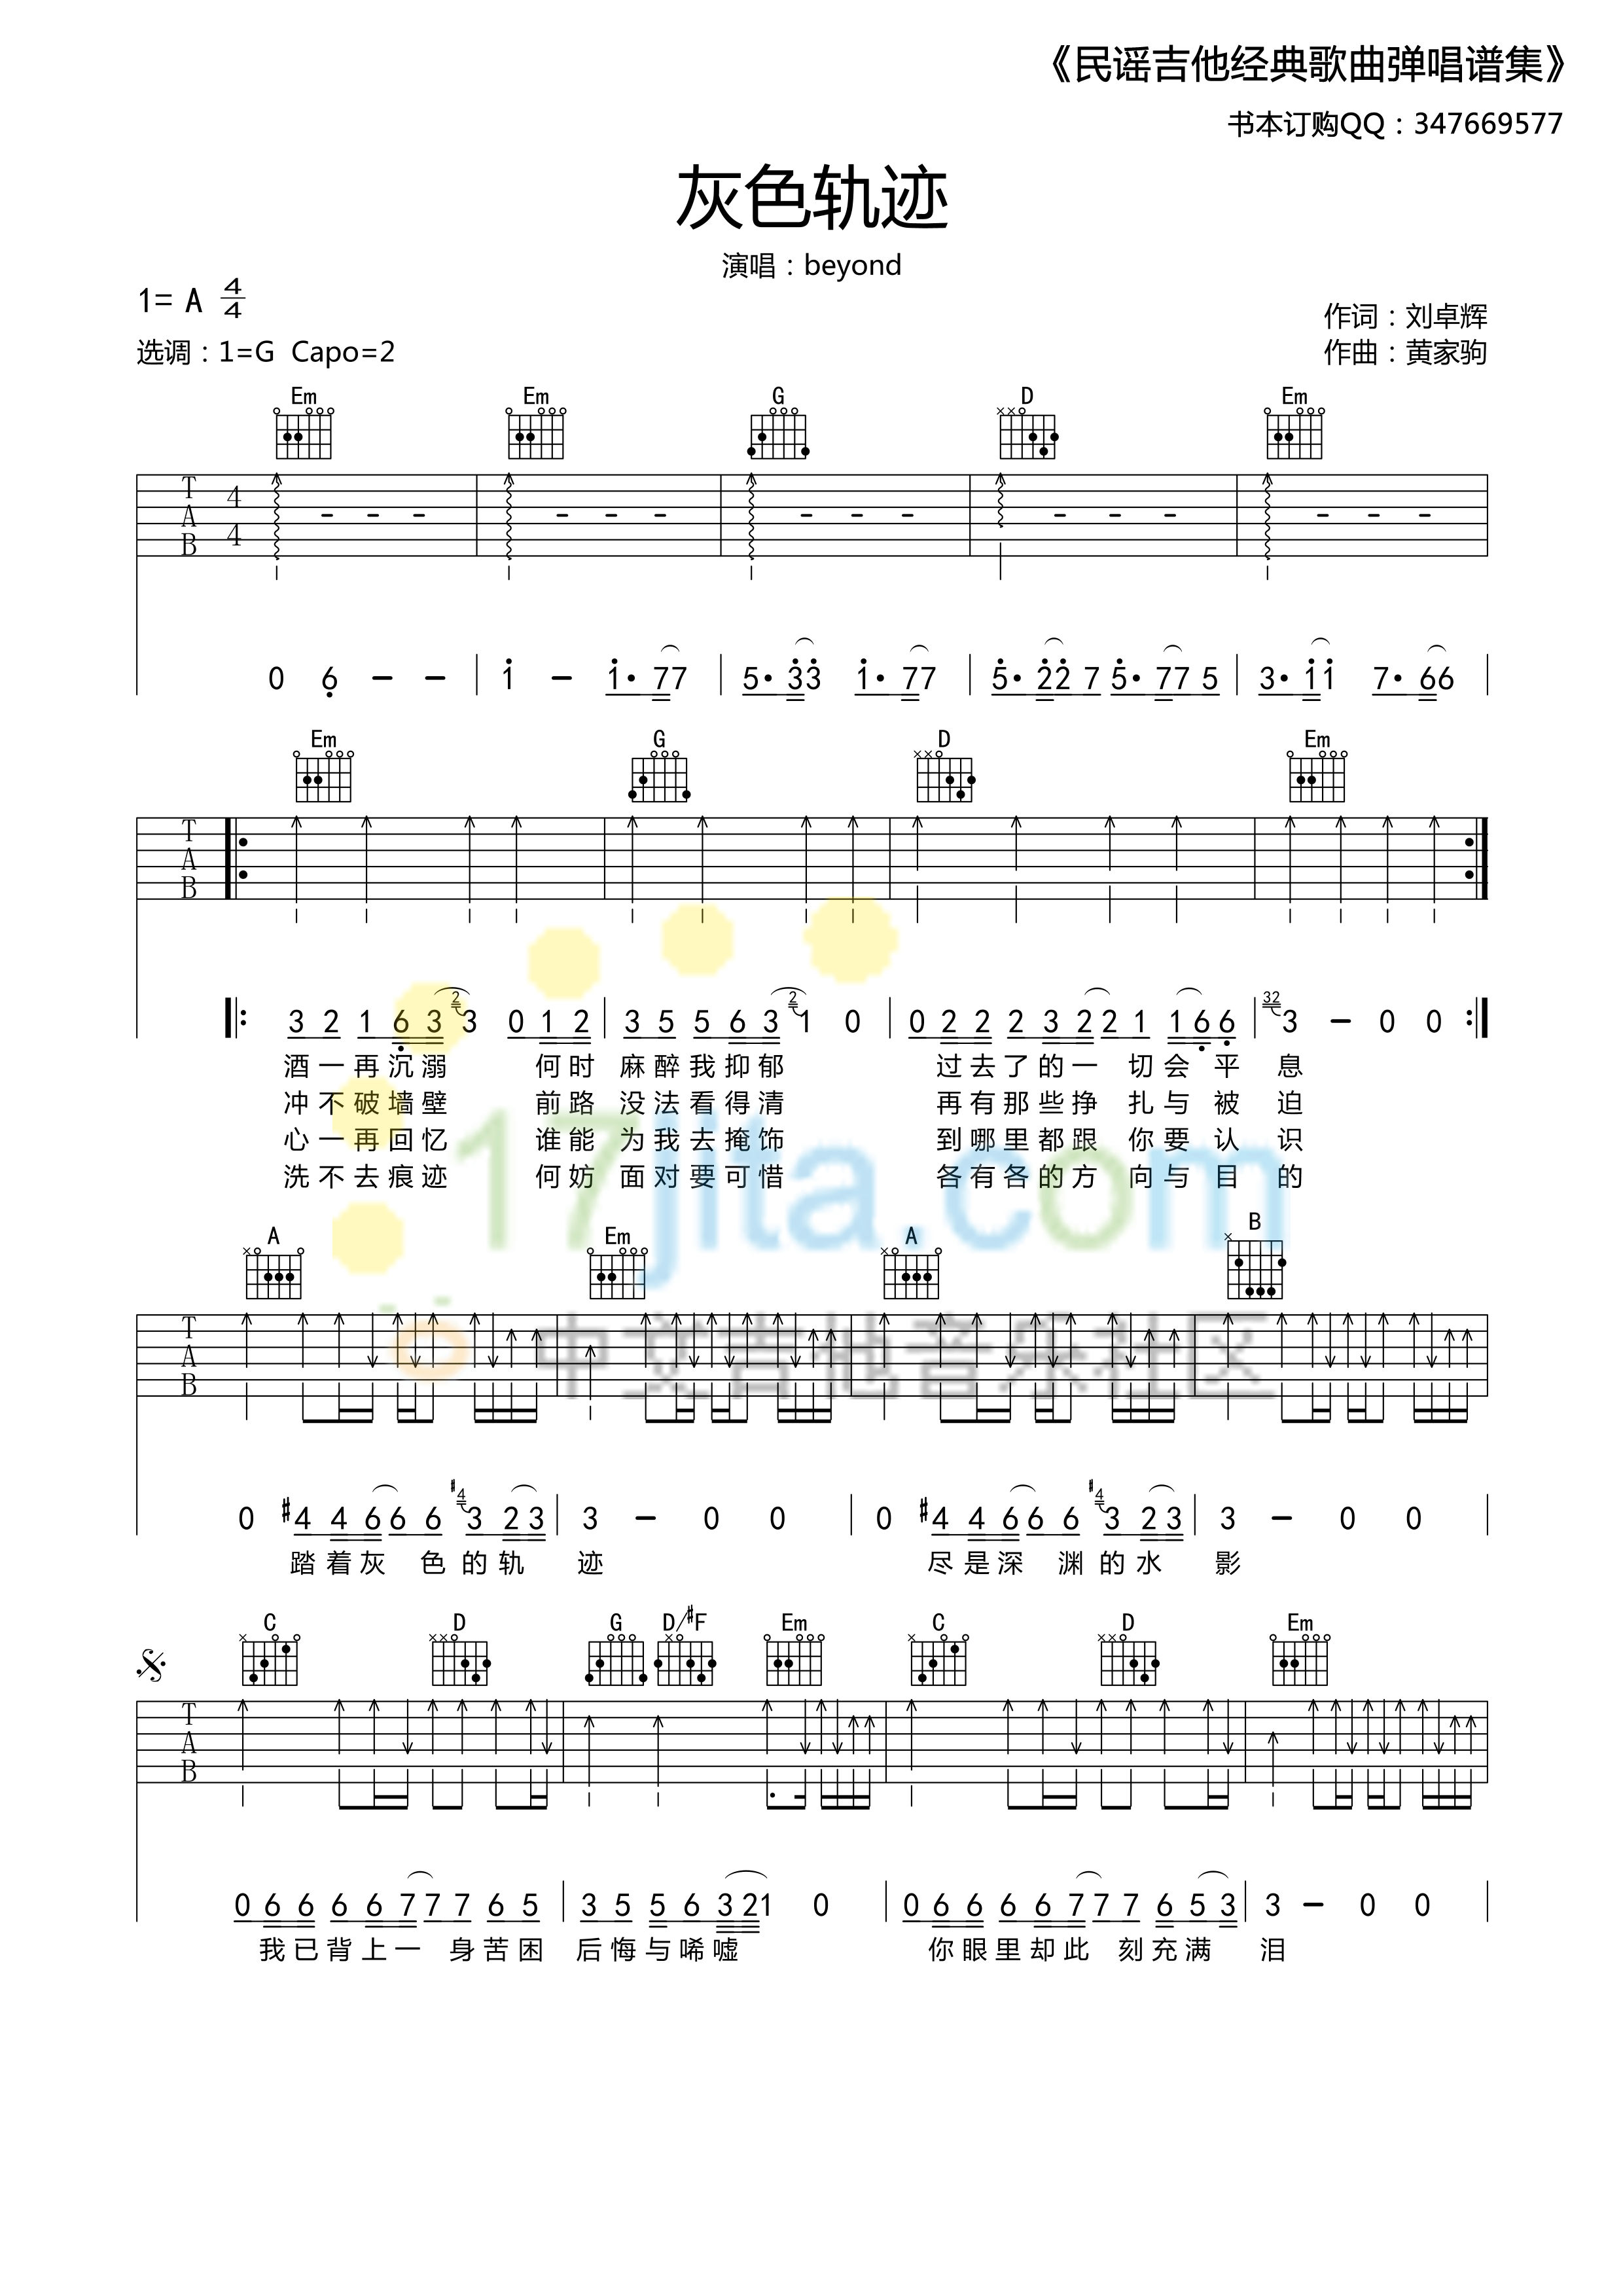 《民谣吉他经典歌曲弹唱谱集》
书本订购QQ：347669577
灰色轨迹
演唱：beyond
1= A 4/4
作词：刘卓辉
选调：1=G Capo=2
作曲：黄家驹
Em Em G D Em
T A B 4 4
0 6 – – | 1 – 1· 77 | 5· 33 1· 77 | 5· 22 7 5· 77 5 | 3· 11 7· 66
Em G D Em
T A B
3 2 1 6 3 2 3 0 1 2 | 3 5 5 6 3 2 1 0 | 0 2 2 2 3 2 2 1 1 6 6 | 32 3 – 0 0
酒一再沉溺 何时 麻醉我抑郁 过去了的一 切会平 息
冲不破墙壁 前路 没法看得清 再有那些挣 扎与被 迫
心一再回忆 谁能 为我去掩饰 到哪里都跟 你要认 识
洗不去痕迹 何妨 面对要可惜 各有各的方 向与目 的
17jita.com
A Em A B
中文吉他音乐社区
T A B
0 #4 4 6 6 6 #4 3 2 3 | 3 – 0 0 | 0 #4 4 6 6 6 #4 3 2 3 | 3 – 0 0
踏着灰 色的轨 迹 尽是深 渊的水 影
C D G D/#F Em C D Em
T A B
0 6 6 6 6 7 7 7 6 5 | 3 5 5 6 3 2 1 0 | 0 6 6 6 6 7 7 7 6 5 3 | 3 – 0 0
我已背上一 身苦困 后悔与唏嘘 你眼里却此 刻充满 泪